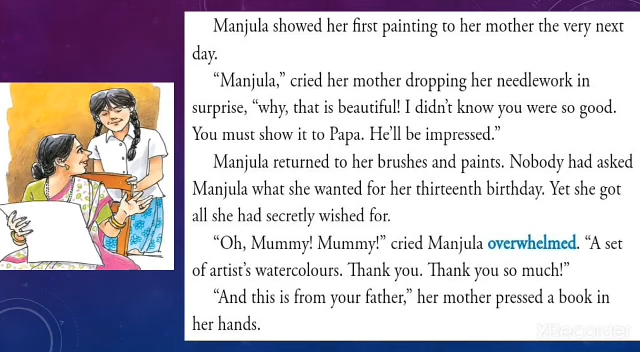 Manjula showed her first painting to her mother the very next
day.
“Manjula,” cried her mother dropping her needlework in
surprise, “why, that is beautiful! I didn’t know you were so good.
You must show it to Papa. He’ll be impressed.”
Manjula returned to her brushes and paints. Nobody had asked
Manjula what she wanted for her thirteenth birthday. Yet she got
all she had secretly wished for.
“Oh, Mummy! Mummy!” cried Manjula overwhelmed. “A set
of artist’s watercolours. Thank you. Thank you so much!”
“And this is from your father,” her mother pressed a book in
her hands.
XRecorder